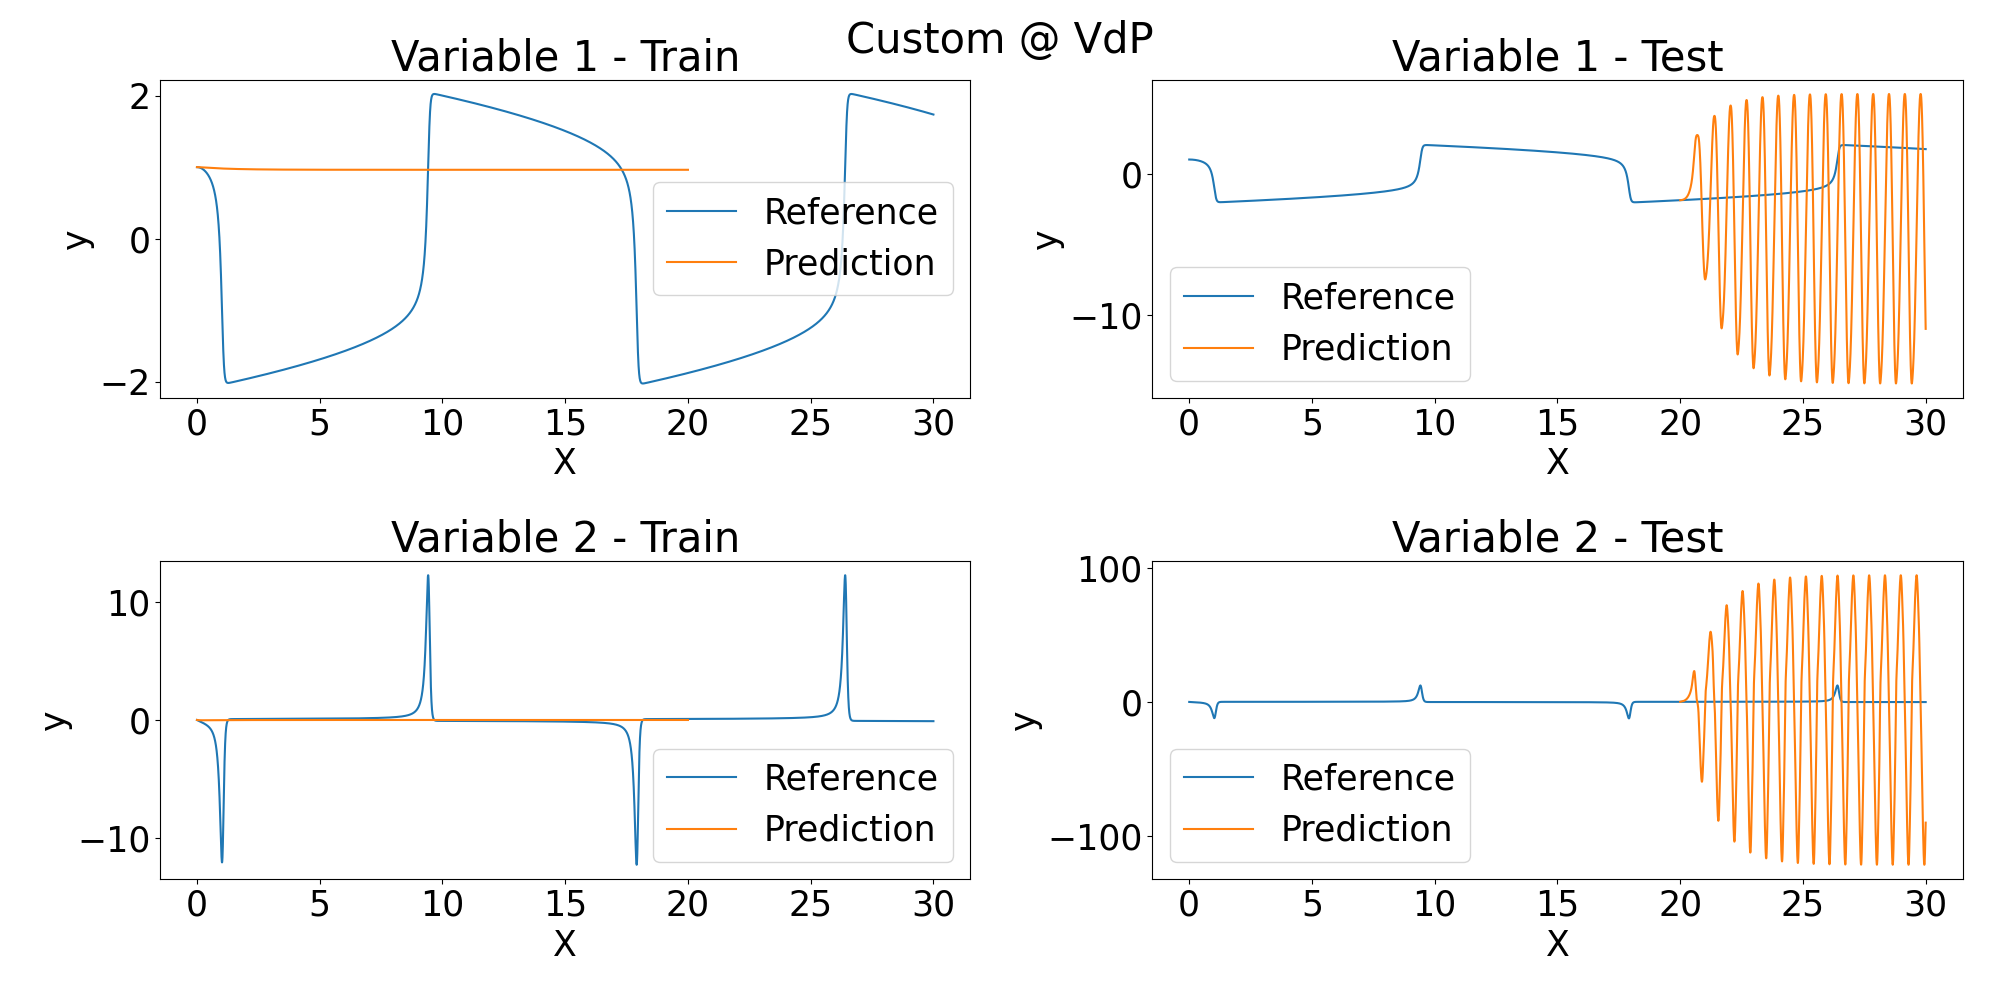 Custom @ VdP
Variable 1 - Train
2
0
−2
y
0 5 10 15 20 25 30
X
Reference
Prediction
Variable 1 - Test
0
−10
y
0 5 10 15 20 25 30
X
Reference
Prediction
Variable 2 - Train
10
0
−10
y
0 5 10 15 20 25 30
X
Reference
Prediction
Variable 2 - Test
100
0
−100
y
0 5 10 15 20 25 30
X
Reference
Prediction